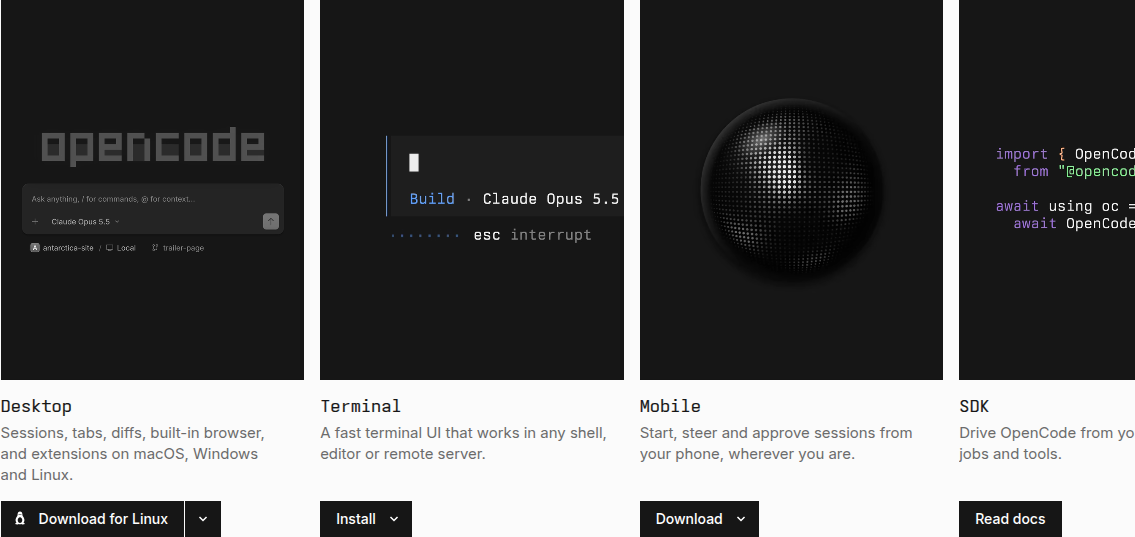 opencode
Ask anything, / for commands, @ for context...
Claude Opus 5.5
A antarctica-site / Local trailer-page
Build · Claude Opus 5.5
esc interrupt
import { OpenCod
from "@opencod
await using oc =
await OpenCode
Desktop
Sessions, tabs, diffs, built-in browser,
and extensions on macOS, Windows
and Linux.
Download for Linux
Terminal
A fast terminal UI that works in any shell,
editor or remote server.
Install
Mobile
Start, steer and approve sessions from
your phone, wherever you are.
Download
SDK
Drive OpenCode from yo
jobs and tools.
Read docs